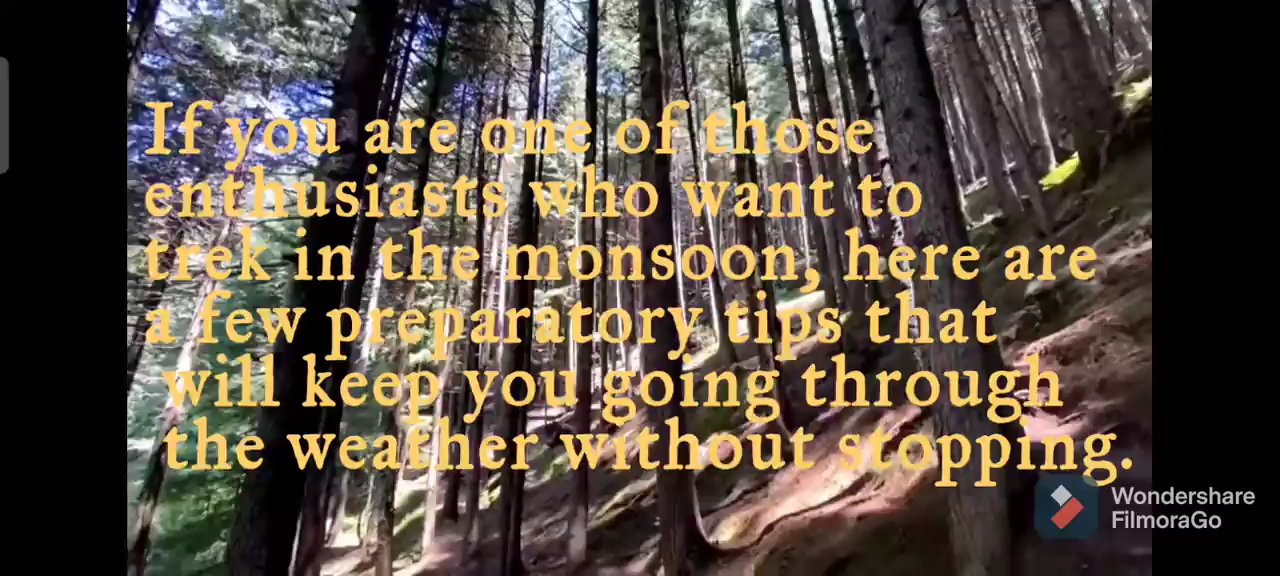 If you are one of those
enthusiasts who want to
trek in the monsoon, here are
a few preparatory tips that
will keep you going through
the weather without stopping.
Wondershare
FilmoraGo